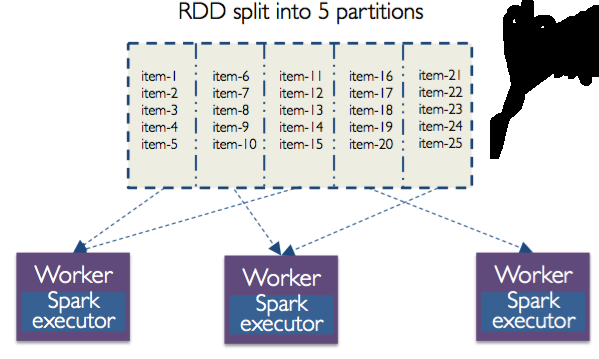 RDD split into 5 partitions
item-1 item-6 item-11 item-16 item-21
item-2 item-7 item-12 item-17 item-22
item-3 item-8 item-13 item-18 item-23
item-4 item-9 item-14 item-19 item-24
item-5 item-10 item-15 item-20 item-25
Worker Worker Worker
Spark Spark Spark
executor executor executor